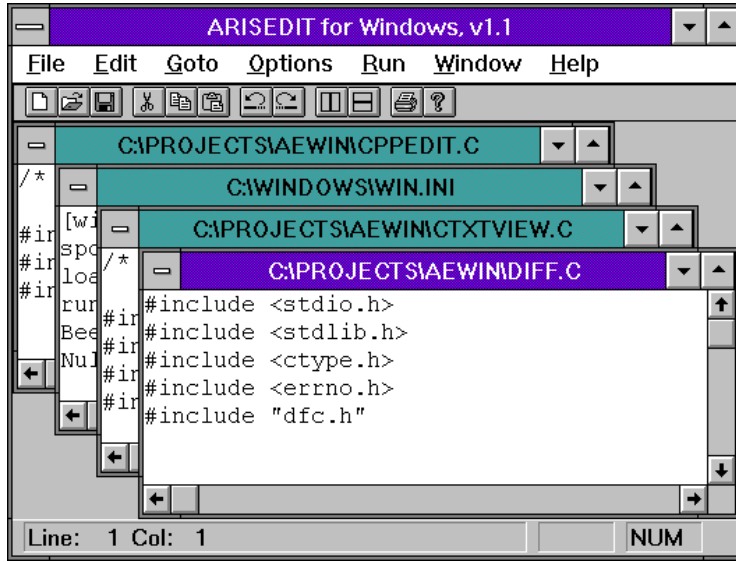 ARISEDIT for Windows, v1.1
File Edit Goto Options Run Window Help
C:\PROJECTS\AEWIN\CPPEDIT.C
/*
#in
#in
#in
C:\WINDOWS\WIN.INI
[wi
spo
loa
run
Bee
Nul
C:\PROJECTS\AEWIN\CTXTVIEW.C
/*
#in
#in
#in
#in
C:\PROJECTS\AEWIN\DIFF.C
#include <stdio.h>
#include <stdlib.h>
#include <ctype.h>
#include <errno.h>
#include "dfc.h"
Line: 1 Col: 1 NUM